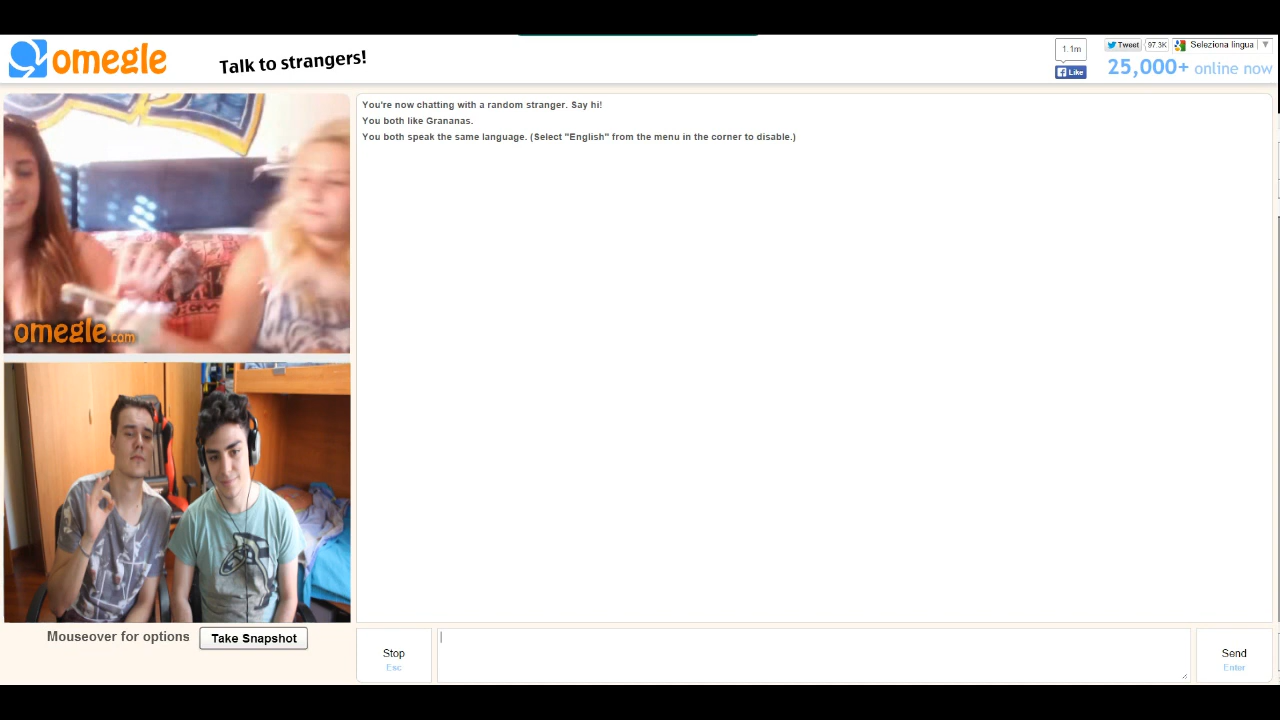 omegle
Talk to strangers!
1.1m
Like
Tweet
97.3K
Seleziona lingua
25,000+ online now
You're now chatting with a random stranger. Say hi!
You both like Grananas.
You both speak the same language. (Select "English" from the menu in the corner to disable.)
omegle.com
Mouseover for options
Take Snapshot
Stop
Esc
Send
Enter